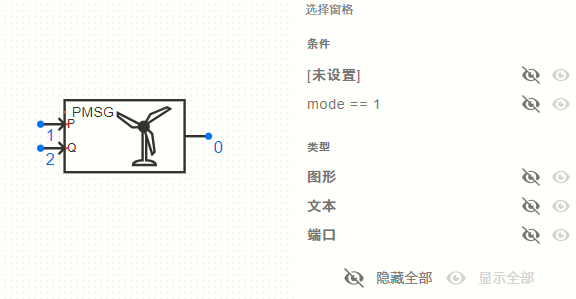 选择窗格
条件
[未设置]
mode == 1
类型
图形
文本
端口
隐藏全部 显示全部
PMSG
P
1
Q
2
0